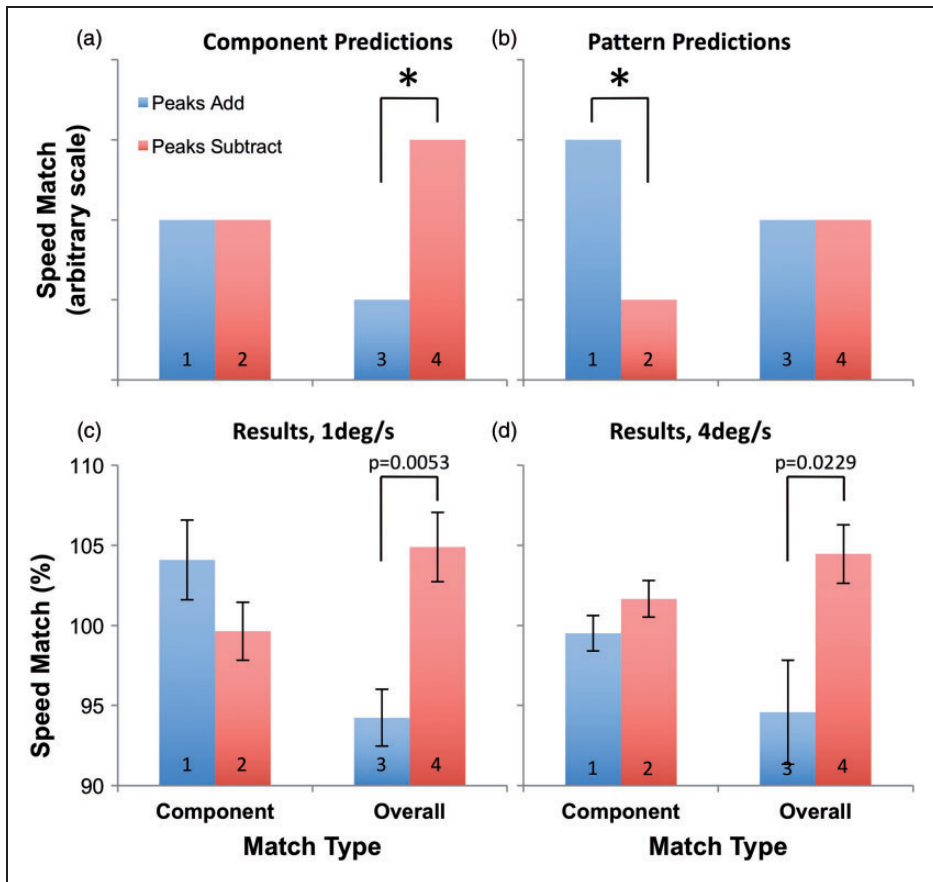 (a)
Component Predictions
(b)
Pattern Predictions
Peaks Add
Peaks Subtract
*
*
Speed Match
(arbitrary scale)
1
2
3
4
1
2
3
4
(c)
Results, 1deg/s
(d)
Results, 4deg/s
p=0.0053
p=0.0229
Speed Match (%)
110
105
100
95
90
1
2
3
4
1
2
3
4
Component
Overall
Component
Overall
Match Type
Match Type